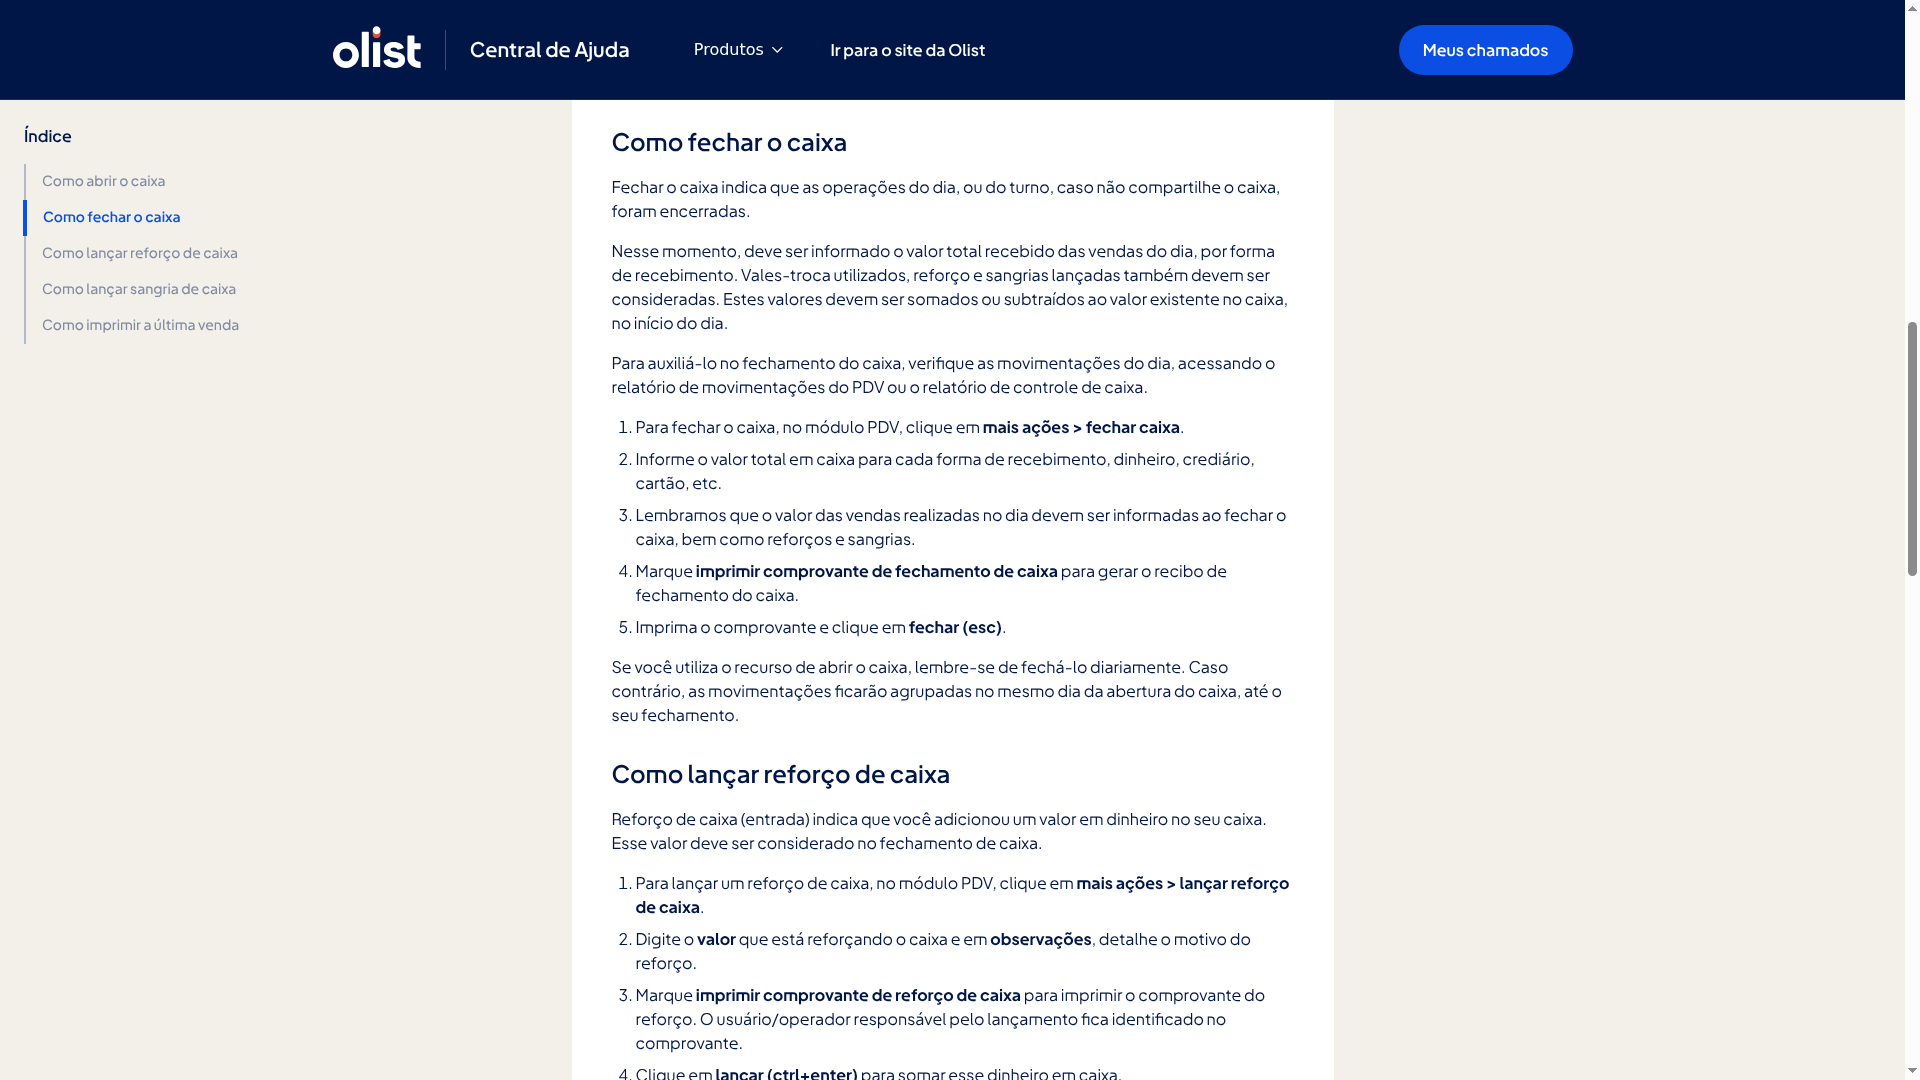 olist
Central de Ajuda
Produtos
Ir para o site da Olist
Meus chamados
Índice
Como abrir o caixa
Como fechar o caixa
Como lançar reforço de caixa
Como lançar sangria de caixa
Como imprimir a última venda
Como fechar o caixa
Fechar o caixa indica que as operações do dia, ou do turno, caso não compartilhe o caixa,
foram encerradas.
Nesse momento, deve ser informado o valor total recebido das vendas do dia, por forma
de recebimento. Vales-troca utilizados, reforço e sangrias lançadas também devem ser
consideradas. Estes valores devem ser somados ou subtraídos ao valor existente no caixa,
no início do dia.
Para auxiliá-lo no fechamento do caixa, verifique as movimentações do dia, acessando o
relatório de movimentações do PDV ou o relatório de controle de caixa.
1. Para fechar o caixa, no módulo PDV, clique em mais ações > fechar caixa.
2. Informe o valor total em caixa para cada forma de recebimento, dinheiro, crediário,
cartão, etc.
3. Lembramos que o valor das vendas realizadas no dia devem ser informadas ao fechar o
caixa, bem como reforços e sangrias.
4. Marque imprimir comprovante de fechamento de caixa para gerar o recibo de
fechamento do caixa.
5. Imprima o comprovante e clique em fechar (esc).
Se você utiliza o recurso de abrir o caixa, lembre-se de fechá-lo diariamente. Caso
contrário, as movimentações ficarão agrupadas no mesmo dia da abertura do caixa, até o
seu fechamento.
Como lançar reforço de caixa
Reforço de caixa (entrada) indica que você adicionou um valor em dinheiro no seu caixa.
Esse valor deve ser considerado no fechamento de caixa.
1. Para lançar um reforço de caixa, no módulo PDV, clique em mais ações > lançar reforço
de caixa.
2. Digite o valor que está reforçando o caixa e em observações, detalhe o motivo do
reforço.
3. Marque imprimir comprovante de reforço de caixa para imprimir o comprovante do
reforço. O usuário/operador responsável pelo lançamento fica identificado no
comprovante.
4. Clique em lançar (ctrl+enter) para somar esse dinheiro em caixa.